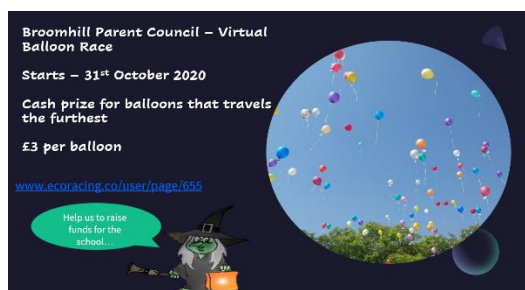 Broomhill Parent Council – Virtual
Balloon Race
Starts – 31st October 2020
Cash prize for balloons that travels
the furthest
£3 per balloon
www.ecoracing.co/user/page/655
Help us to raise
funds for the
school...